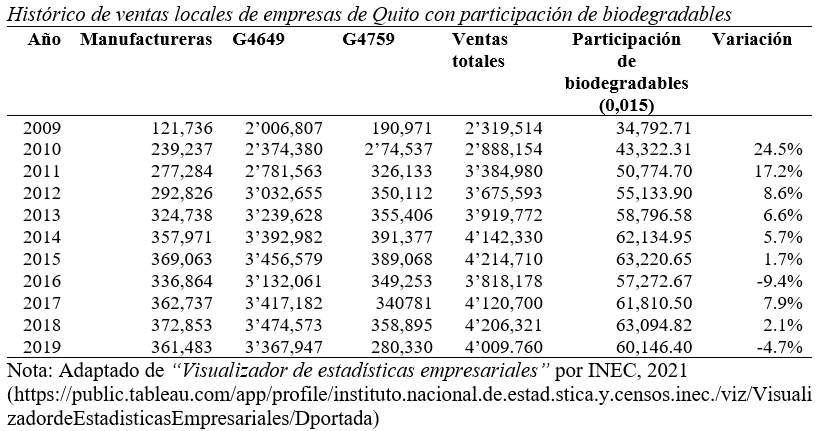 Histórico de ventas locales de empresas de Quito con participación de biodegradables
Año Manufactureras G4649 G4759 Ventas totales Participación de biodegradables (0,015) Variación
2009 121,736 2’006,807 190,971 2’319,514 34,792.71
2010 239,237 2’374,380 2’74,537 2’888,154 43,322.31 24.5%
2011 277,284 2’781,563 326,133 3’384,980 50,774.70 17.2%
2012 292,826 3’032,655 350,112 3’675,593 55,133.90 8.6%
2013 324,738 3’239,628 355,406 3’919,772 58,796.58 6.6%
2014 357,971 3’392,982 391,377 4’142,330 62,134.95 5.7%
2015 369,063 3’456,579 389,068 4’214,710 63,220.65 1.7%
2016 336,864 3’132,061 349,253 3’818,178 57,272.67 -9.4%
2017 362,737 3’417,182 340781 4’120,700 61,810.50 7.9%
2018 372,853 3’474,573 358,895 4’206,321 63,094.82 2.1%
2019 361,483 3’367,947 280,330 4’009.760 60,146.40 -4.7%
Nota: Adaptado de “Visualizador de estadísticas empresariales” por INEC, 2021
(https://public.tableau.com/app/profile/instituto.nacional.de.estad.stica.y.censos.inec./viz/Visuali
zadordeEstadisticasEmpresariales/Dportada)